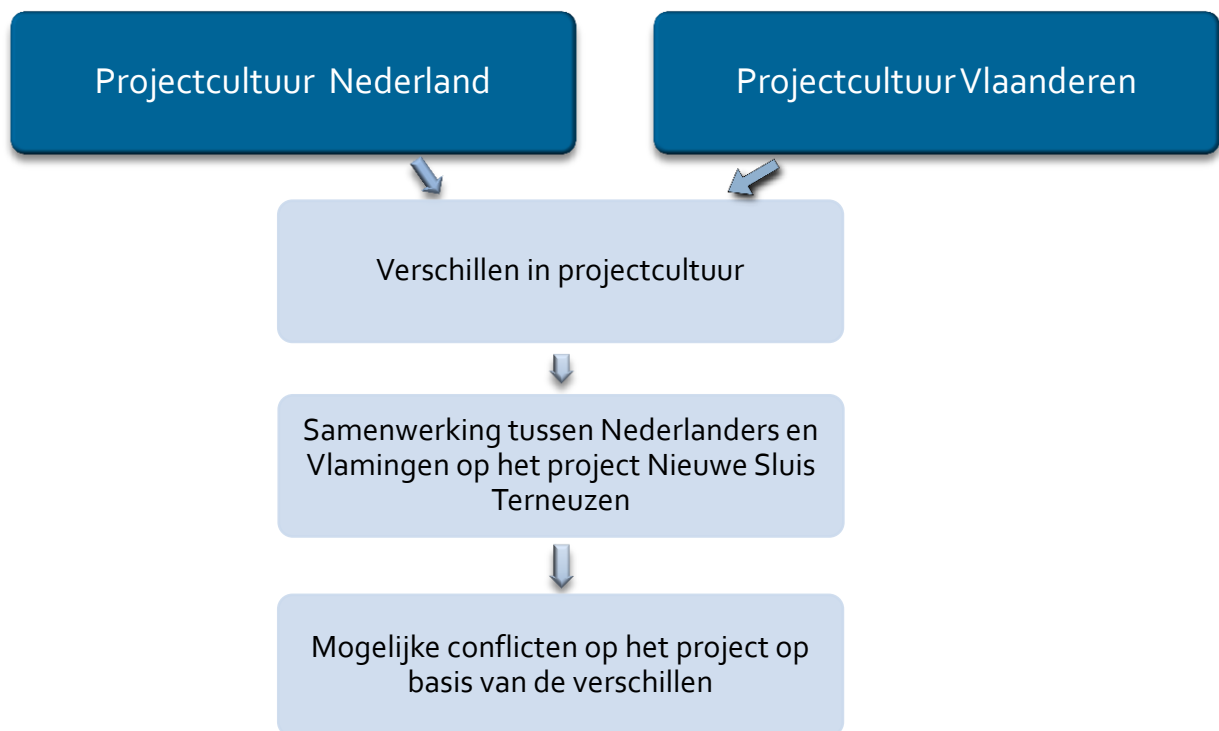 Projectcultuur Nederland
Projectcultuur Vlaanderen
Verschillen in projectcultuur
Samenwerking tussen Nederlanders en
Vlamingen op het project Nieuwe Sluis
Terneuzen
Mogelijke conflicten op het project op
basis van de verschillen